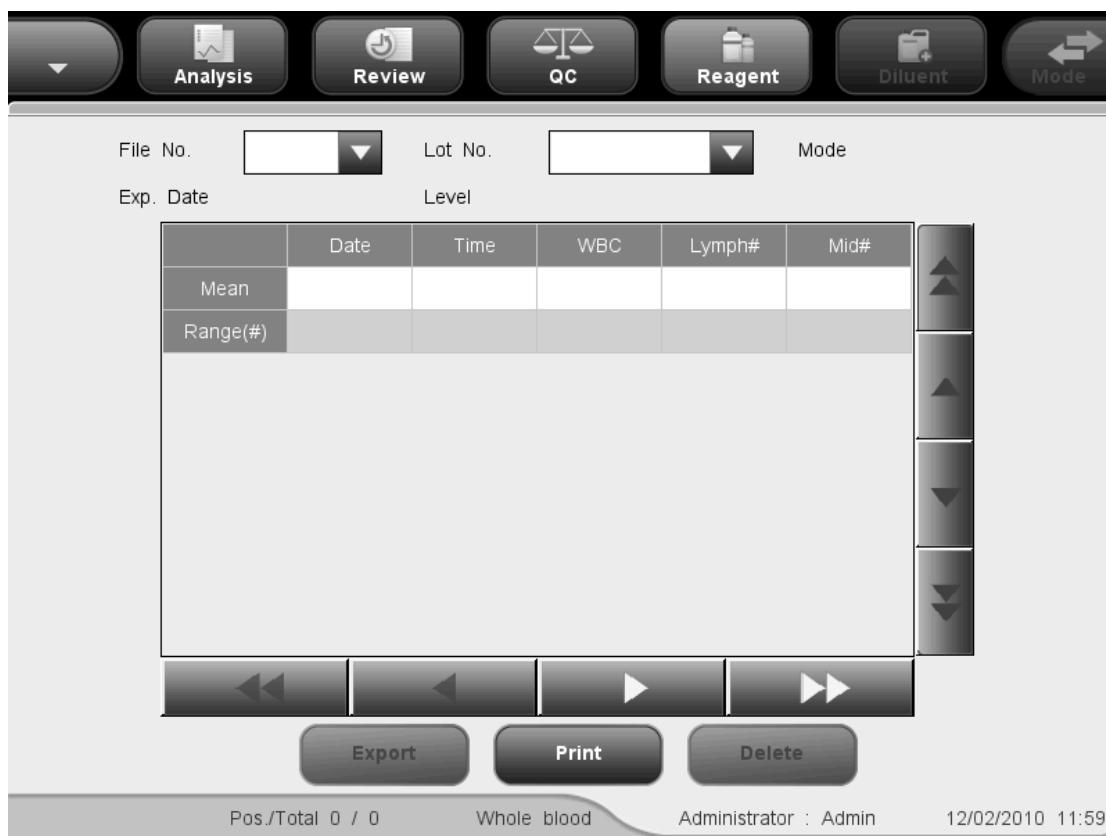 Analysis Review QC Reagent Diluent Mode
File No. Lot No. Mode
Exp. Date Level
Date Time WBC Lymph# Mid#
Mean
Range(#)
Export Print Delete
Pos./Total 0 / 0 Whole blood Administrator : Admin 12/02/2010 11:59